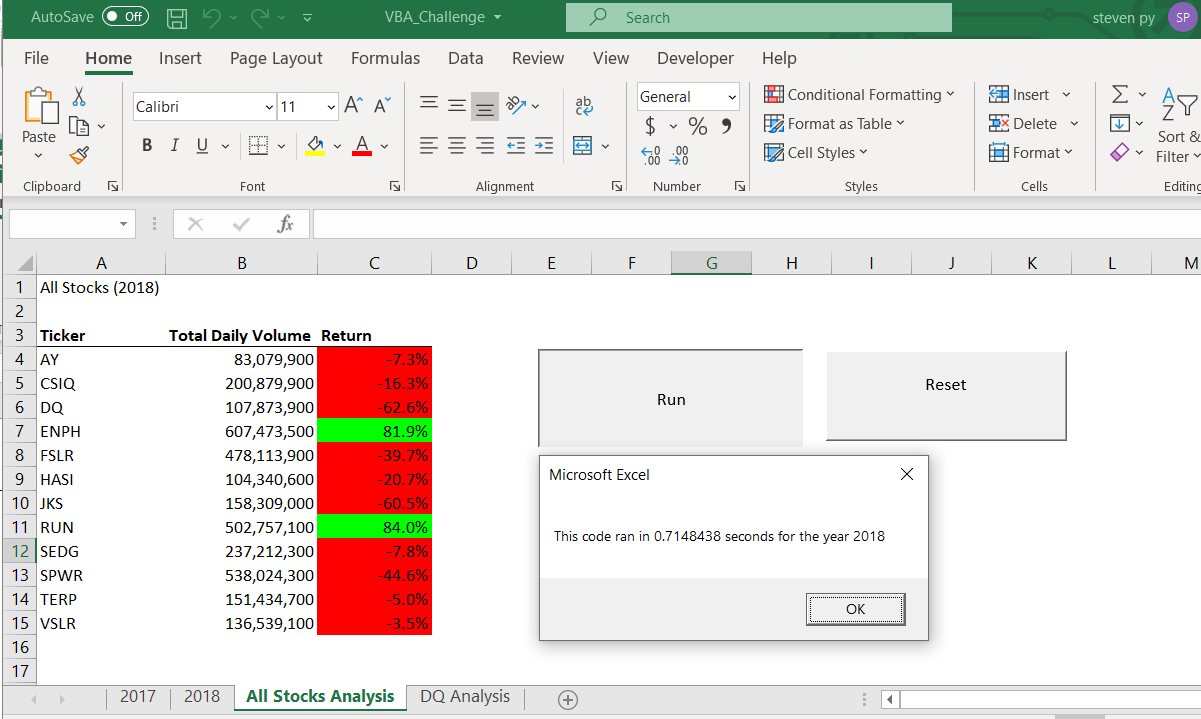 AutoSave Off VBA_Challenge Search steven py SP
File Home Insert Page Layout Formulas Data Review View Developer Help
Paste Calibri 11 A A ab General Conditional Formatting Insert
B I U A $ % 9 Format as Table Delete Sort &
.00 .00 Cell Styles Format Filter
Clipboard Font Alignment Number Styles Cells Editing
fx
A B C D E F G H I J K L M
1 All Stocks (2018)
2
3 Ticker Total Daily Volume Return
4 AY 83,079,900 -7.3%
5 CSIQ 200,879,900 -16.3%
6 DQ 107,873,900 -62.6%
7 ENPH 607,473,500 81.9%
8 FSLR 478,113,900 -39.7%
9 HASI 104,340,600 -20.7%
10 JKS 158,309,000 -60.5%
11 RUN 502,757,100 84.0%
12 SEDG 237,212,300 -7.8%
13 SPWR 538,024,300 -44.6%
14 TERP 151,434,700 -5.0%
15 VSLR 136,539,100 -3.5%
16
17
Run
Reset
Microsoft Excel
This code ran in 0.7148438 seconds for the year 2018
OK
2017 2018 All Stocks Analysis DQ Analysis